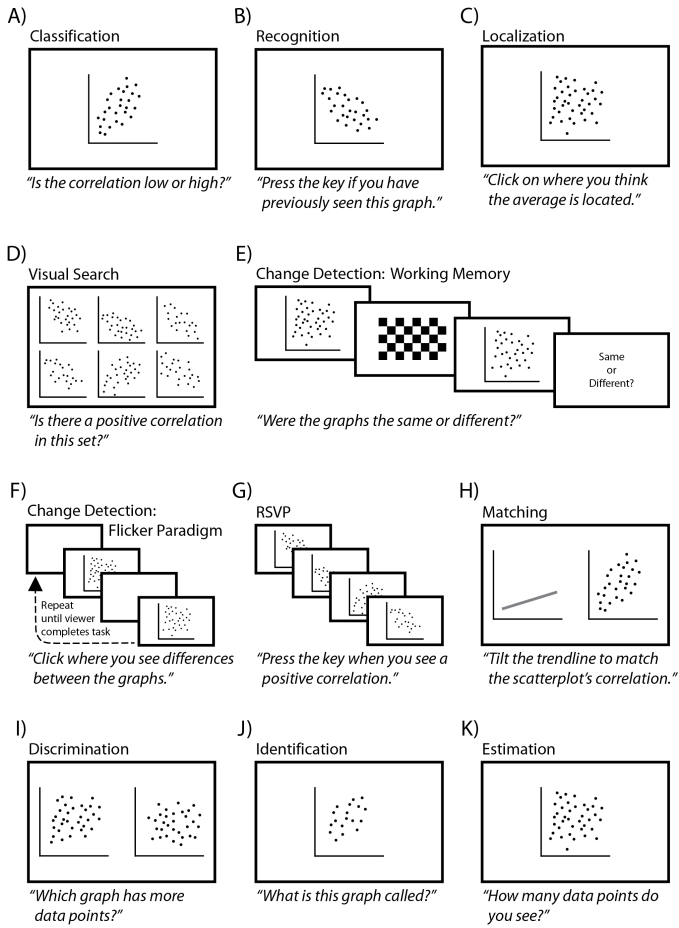 A)
Classification
"Is the correlation low or high?"
B)
Recognition
"Press the key if you have
previously seen this graph."
C)
Localization
"Click on where you think
the average is located."
D)
Visual Search
"Is there a positive correlation
in this set?"
E)
Change Detection: Working Memory
Same
or
Different?
"Were the graphs the same or different?"
F)
Change Detection:
Flicker Paradigm
Repeat
until viewer
completes task
"Click where you see differences
between the graphs."
G)
RSVP
"Press the key when you see a
positive correlation."
H)
Matching
"Tilt the trendline to match
the scatterplot's correlation."
I)
Discrimination
"Which graph has more
data points?"
J)
Identification
"What is this graph called?"
K)
Estimation
"How many data points do
you see?"